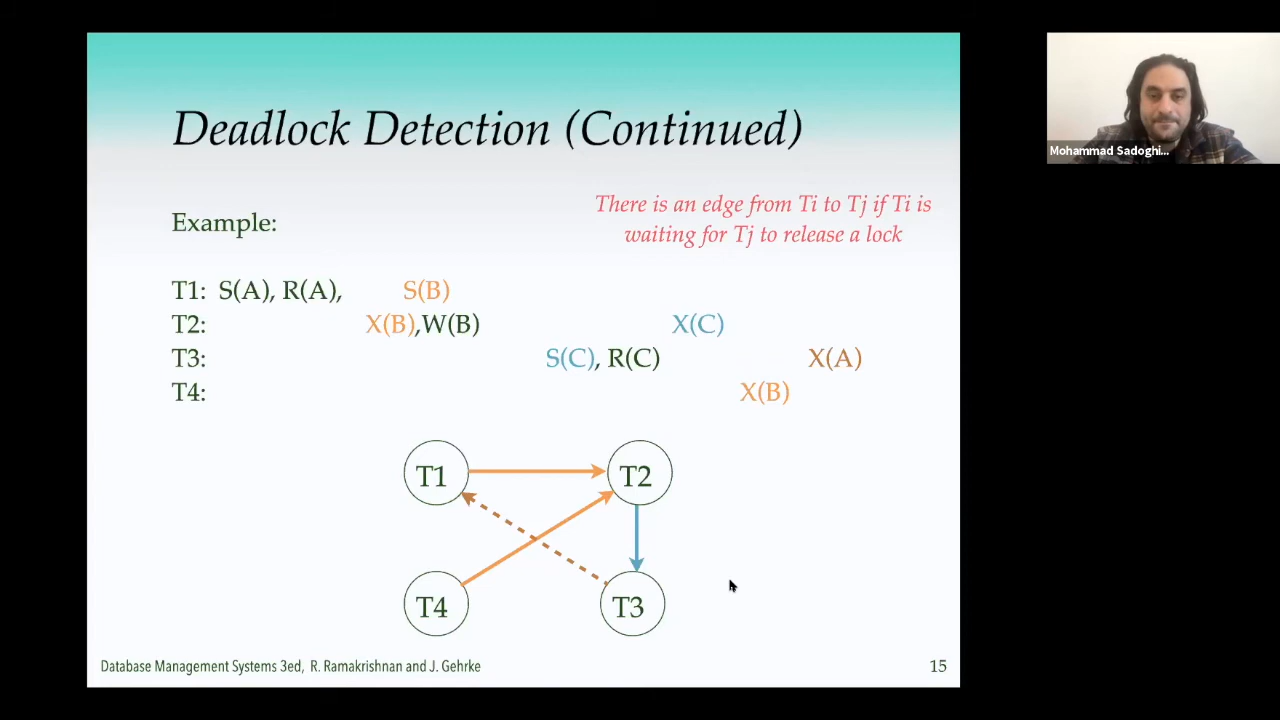 Deadlock Detection (Continued)
Mohammad Sadoghi...
There is an edge from Ti to Tj if Ti is
waiting for Tj to release a lock
Example:
T1: S(A), R(A), S(B)
T2: X(B),W(B) X(C)
T3: S(C), R(C) X(A)
T4: X(B)
T1 T2
T4 T3
Database Management Systems 3ed, R. Ramakrishnan and J. Gehrke 15